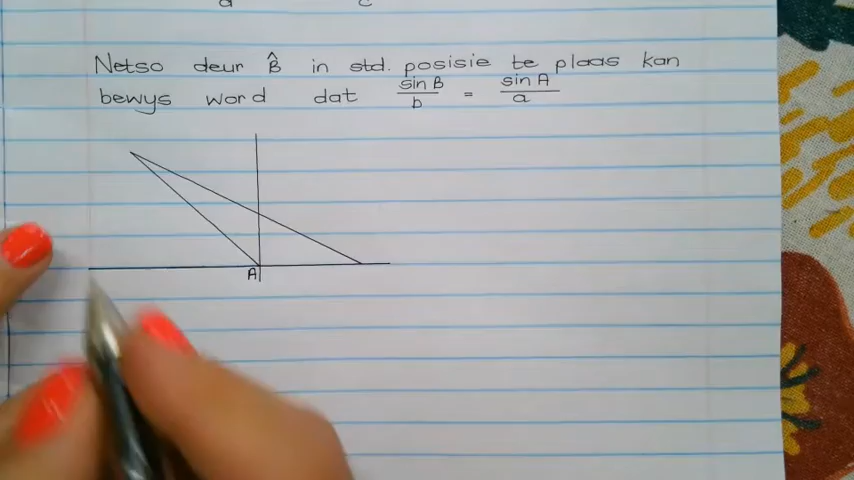 Netso deur B̂ in std. posisie te plaas kan
bewys word dat sin B / b = sin A / a
A